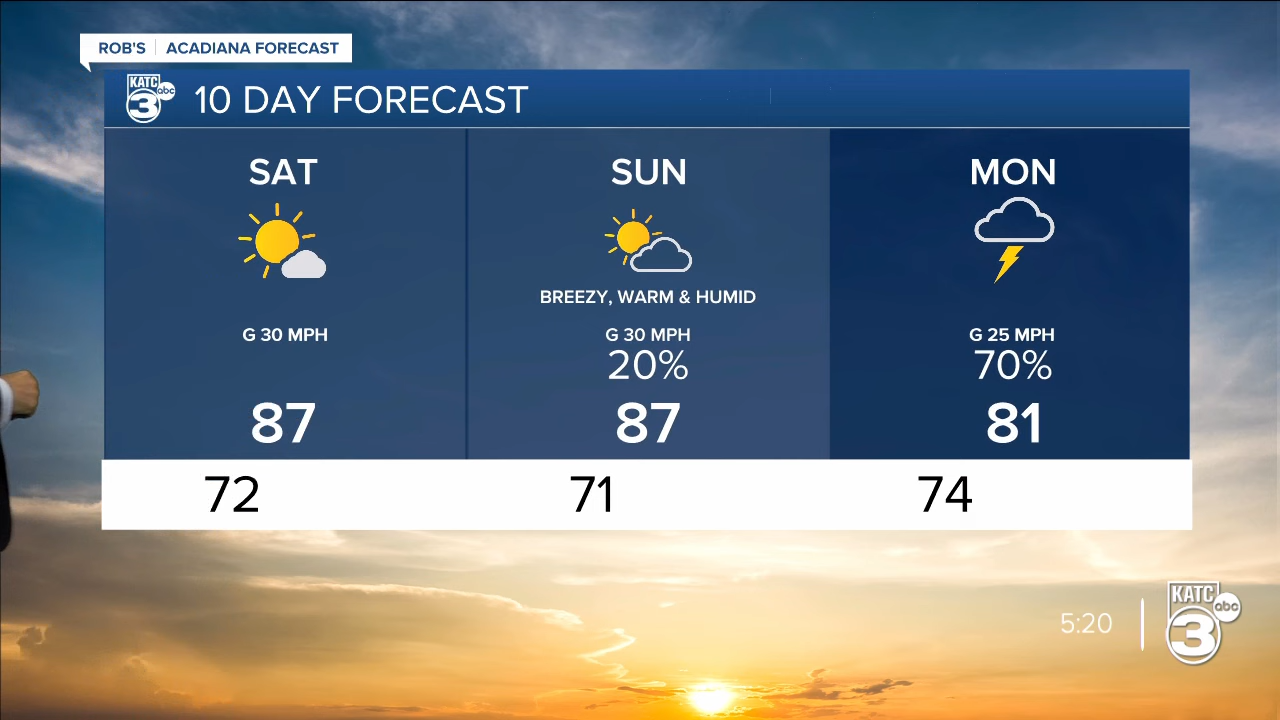 ROB'S | ACADIANA FORECAST
KATC abc 3 10 DAY FORECAST
SAT SUN MON
BREEZY, WARM & HUMID
G 30 MPH G 30 MPH G 25 MPH
20% 70%
87 87 81
72 71 74
5:20 KATC abc 3